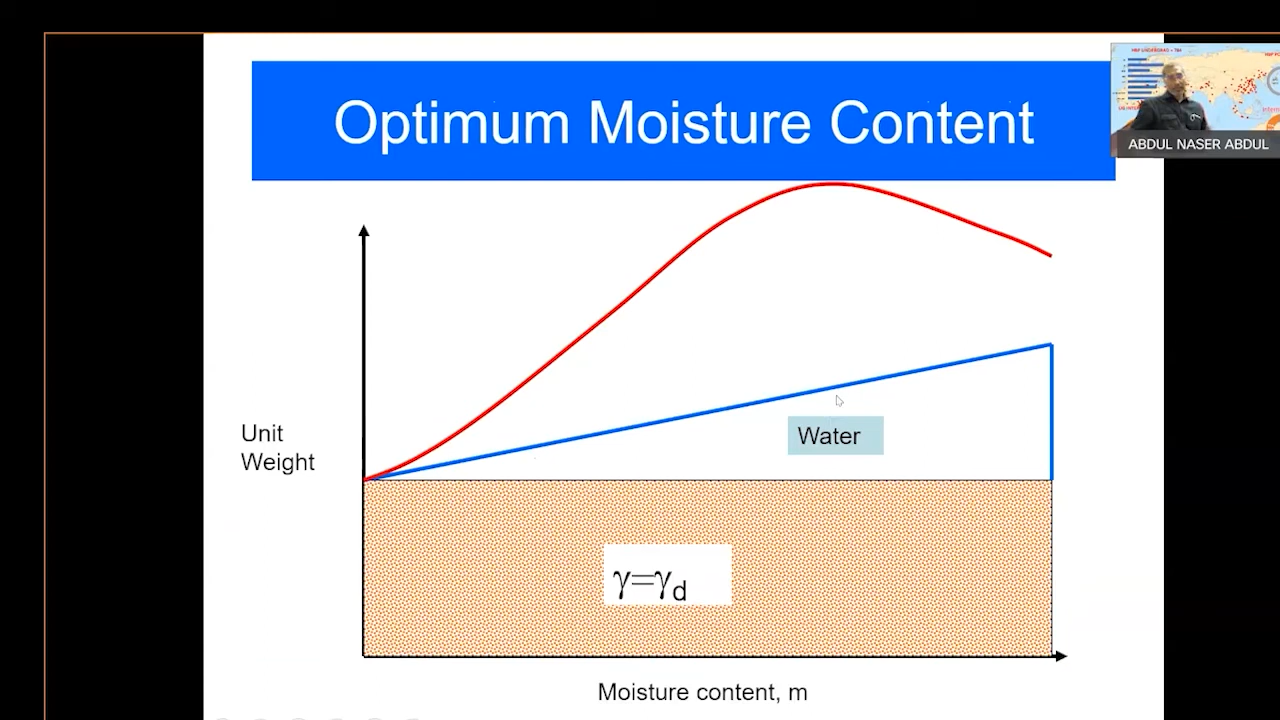 Optimum Moisture Content
ABDUL NASER ABDUL
Unit
Weight
Water
γ=γd
Moisture content, m